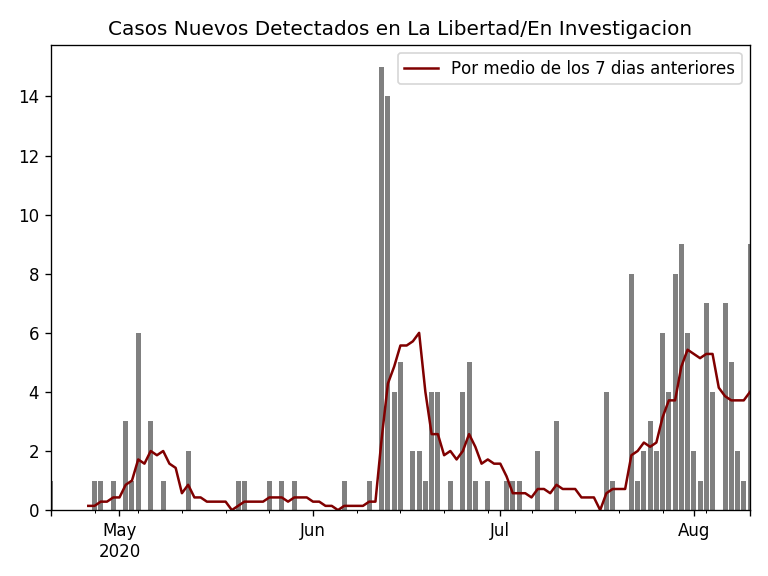 Casos Nuevos Detectados en La Libertad/En Investigacion
Por medio de los 7 dias anteriores
14
12
10
8
6
4
2
0
May
2020
Jun
Jul
Aug